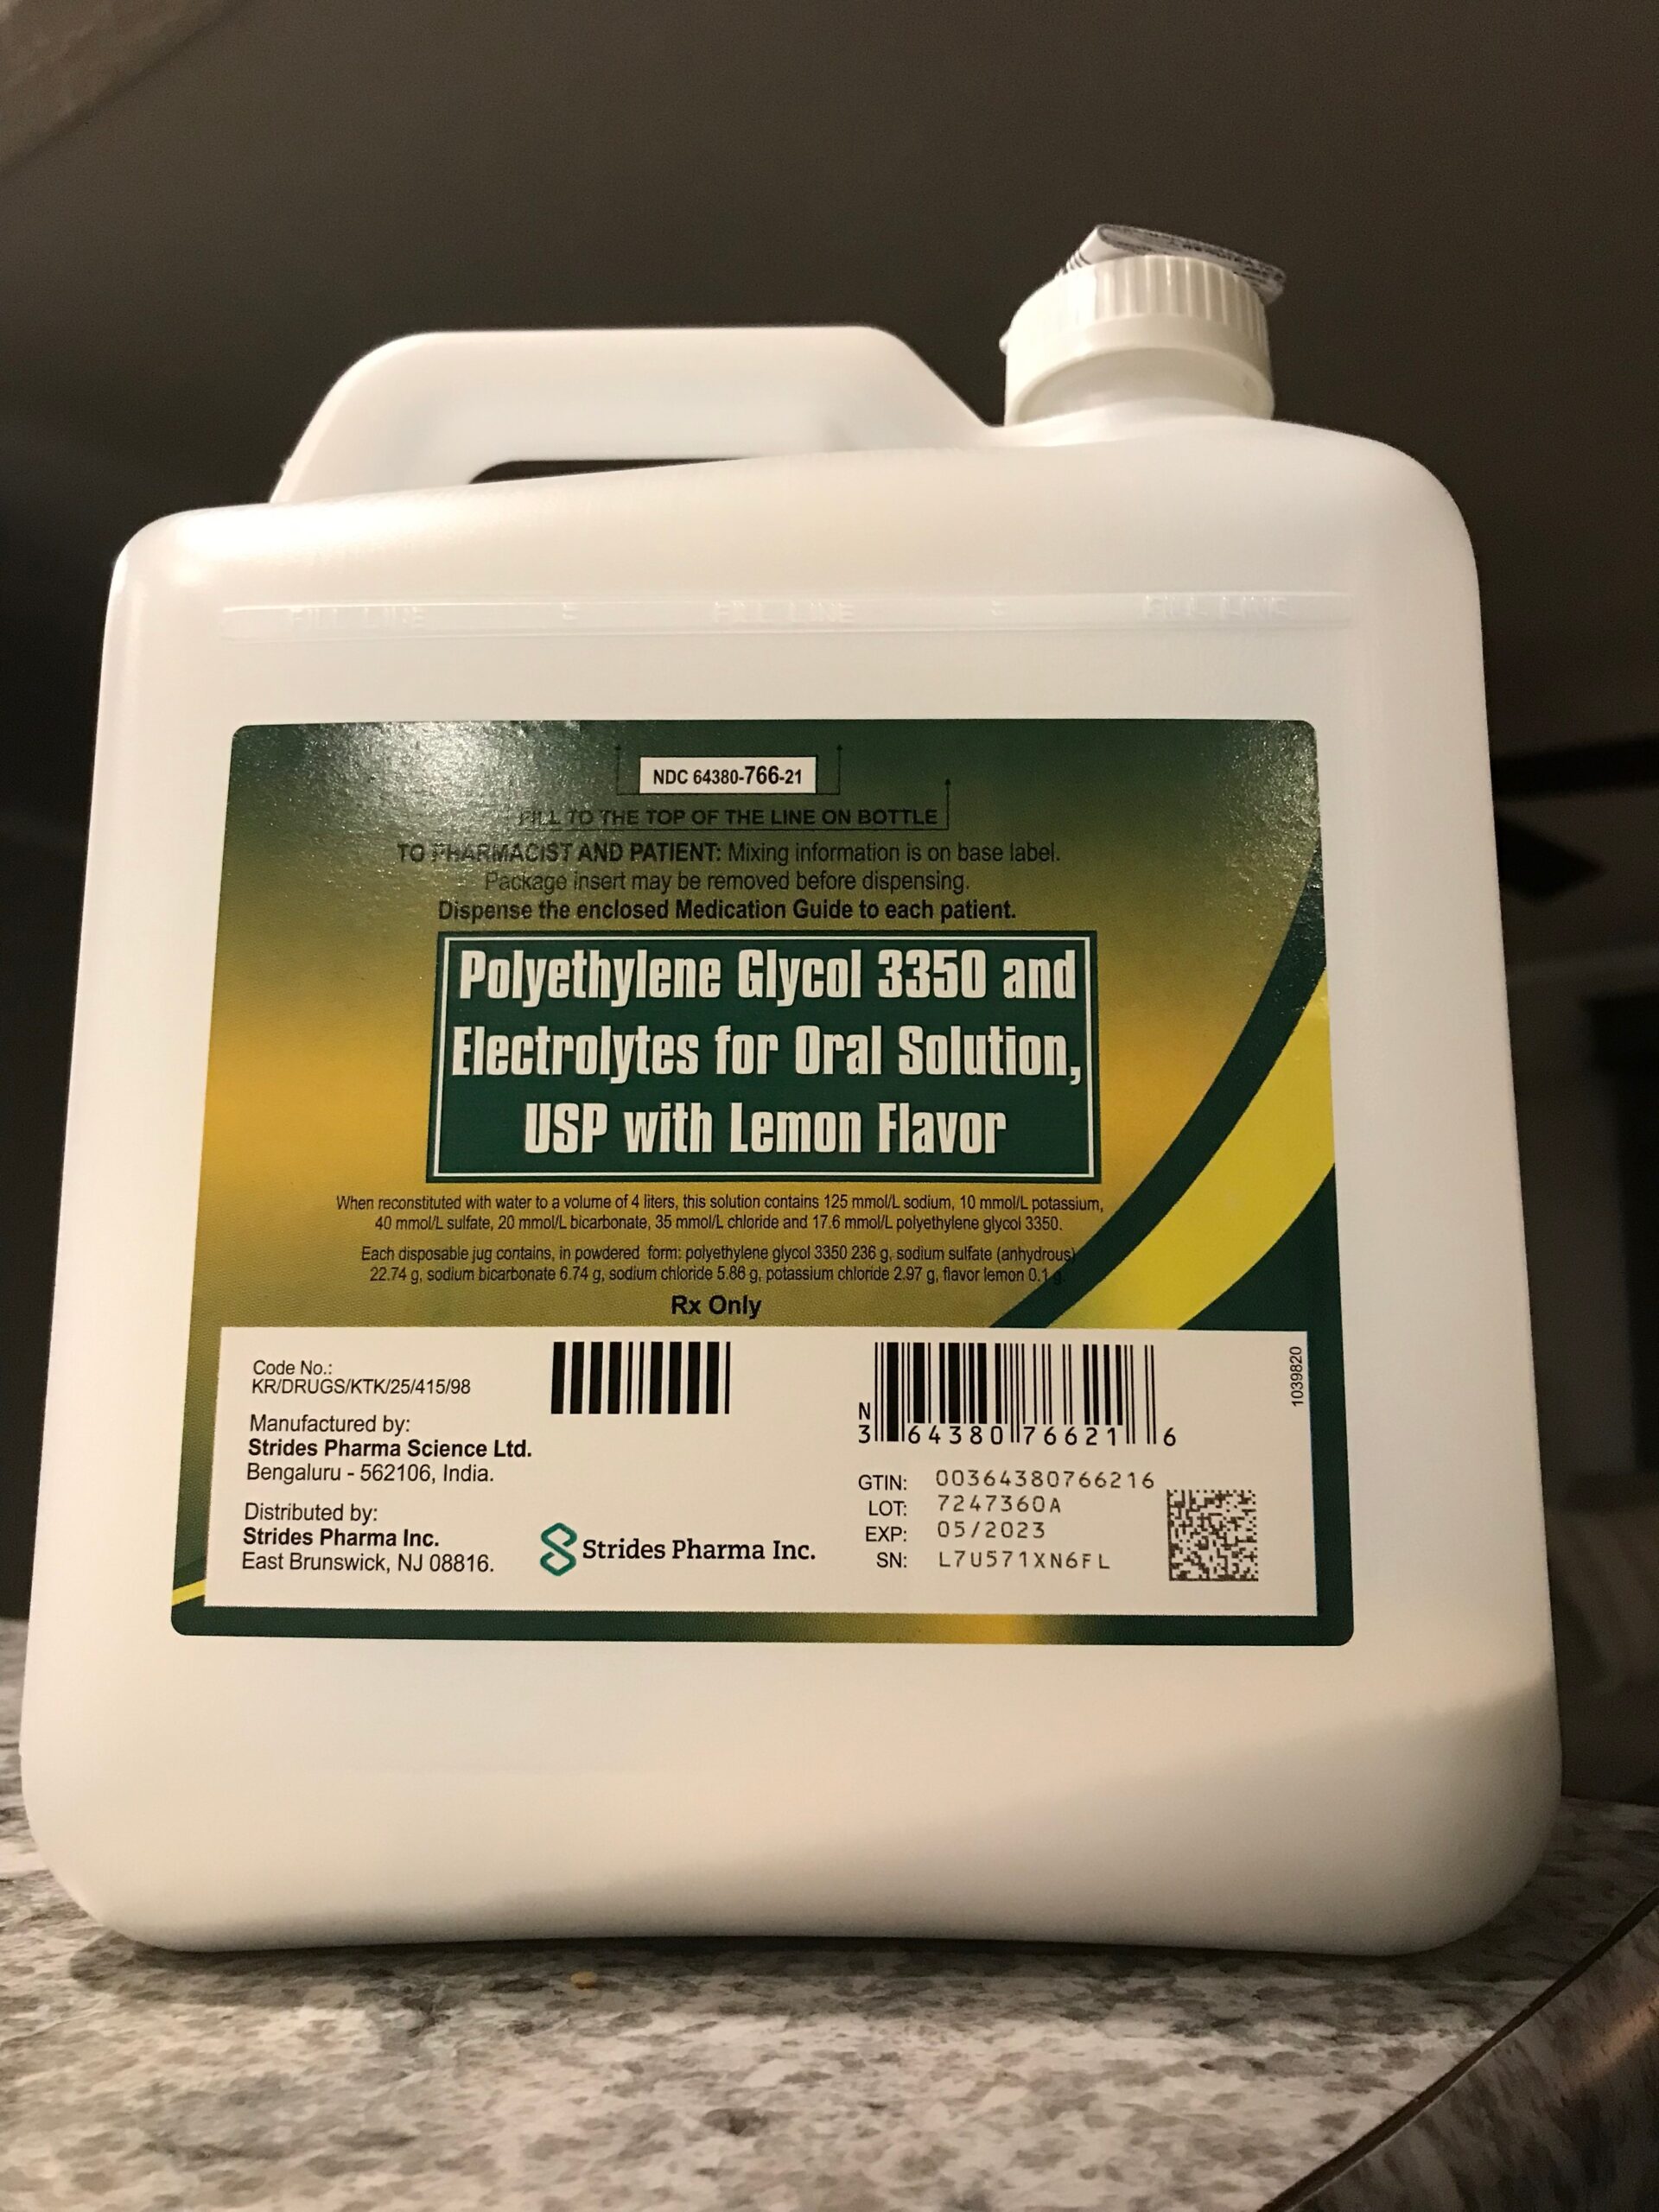 FILL LINE FILL LINE FILL LINE
NDC 64380-766-21
FILL TO THE TOP OF THE LINE ON BOTTLE
TO PHARMACIST AND PATIENT: Mixing information is on base label.
Package insert may be removed before dispensing.
Dispense the enclosed Medication Guide to each patient.
Polyethylene Glycol 3350 and
Electrolytes for Oral Solution,
USP with Lemon Flavor
When reconstituted with water to a volume of 4 liters, this solution contains 125 mmol/L sodium, 10 mmol/L potassium,
40 mmol/L sulfate, 20 mmol/L bicarbonate, 35 mmol/L chloride and 17.6 mmol/L polyethylene glycol 3350.
Each disposable jug contains, in powdered form: polyethylene glycol 3350 236 g, sodium sulfate (anhydrous)
22.74 g, sodium bicarbonate 6.74 g, sodium chloride 5.86 g, potassium chloride 2.97 g, flavor lemon 0.1 g.
Rx Only
Code No.:
KR/DRUGS/KTK/25/415/98
Manufactured by:
Strides Pharma Science Ltd.
Bengaluru - 562106, India.
Distributed by:
Strides Pharma Inc.
East Brunswick, NJ 08816.
Strides Pharma Inc.
N
3 64380 76621 6
GTIN: 00364380766216
LOT: 7247360A
EXP: 05/2023
SN: L7U571XN6FL
1039820